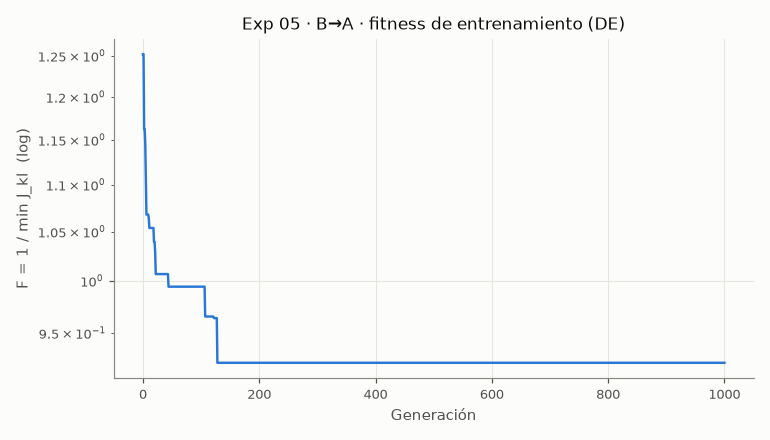 Exp 05 · B→A · fitness de entrenamiento (DE)
F = 1 / min J_kl  (log)
1.25 × 10⁰
1.2 × 10⁰
1.15 × 10⁰
1.1 × 10⁰
1.05 × 10⁰
10⁰
9.5 × 10⁻¹
0 200 400 600 800 1000
Generación